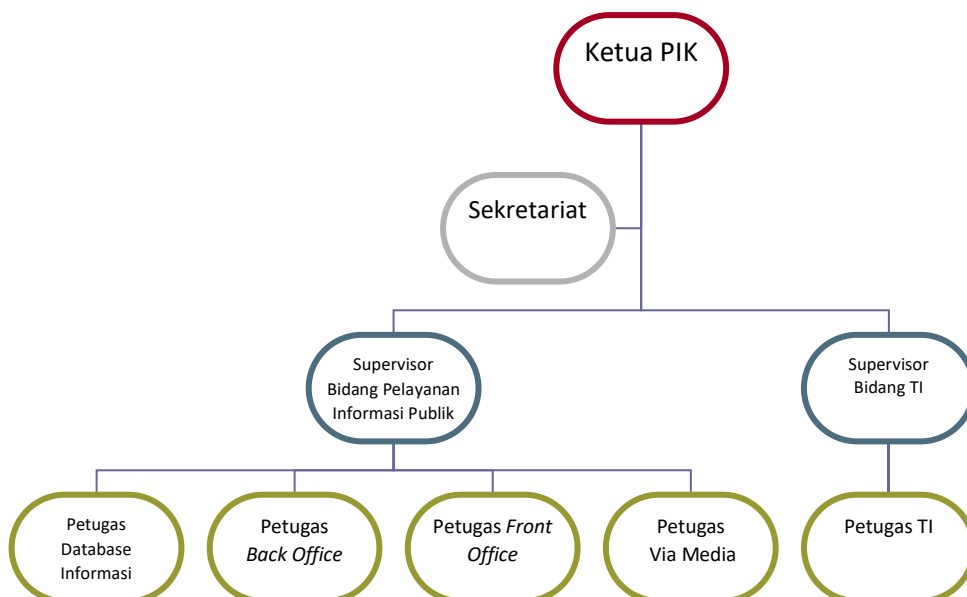 Ketua PIK
Sekretariat
Supervisor
Bidang Pelayanan
Informasi Publik
Supervisor
Bidang TI
Petugas
Database
Informasi
Petugas
Back Office
Petugas Front
Office
Petugas
Via Media
Petugas TI